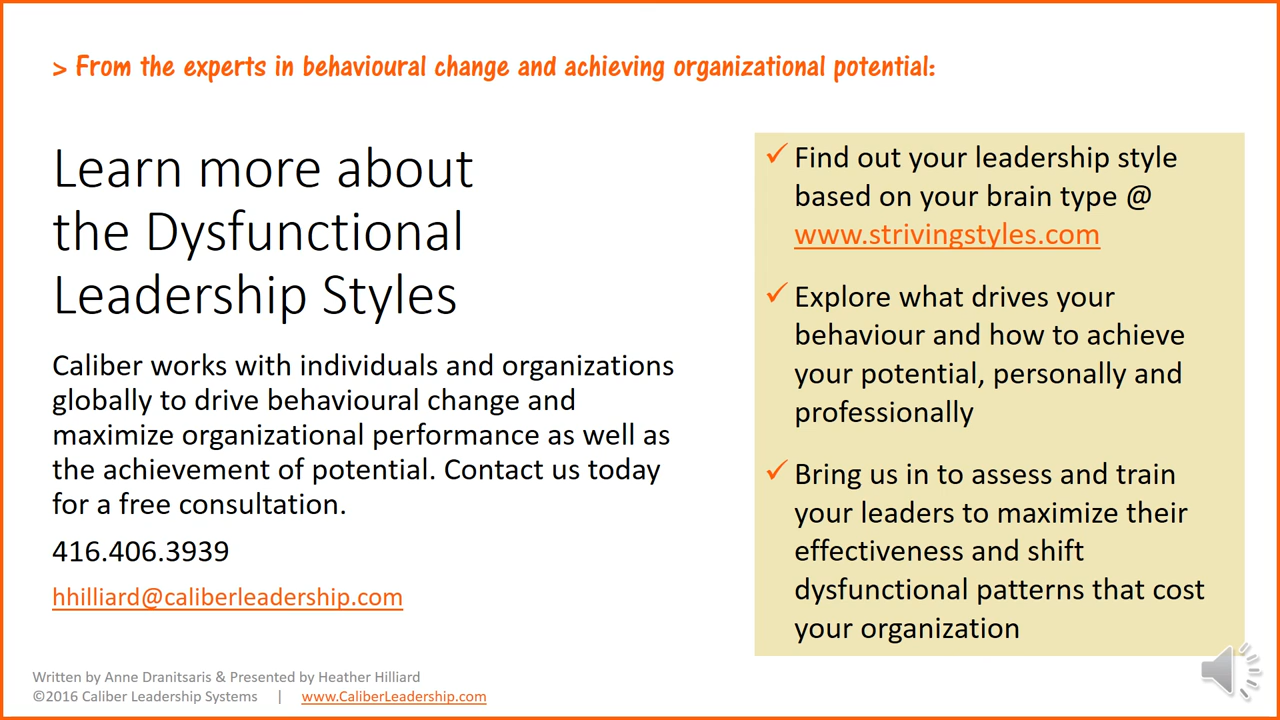 > From the experts in behavioural change and achieving organizational potential:
Learn more about
the Dysfunctional
Leadership Styles
Caliber works with individuals and organizations
globally to drive behavioural change and
maximize organizational performance as well as
the achievement of potential. Contact us today
for a free consultation.
416.406.3939
hhilliard@caliberleadership.com
✓ Find out your leadership style
based on your brain type @
www.strivingstyles.com
✓ Explore what drives your
behaviour and how to achieve
your potential, personally and
professionally
✓ Bring us in to assess and train
your leaders to maximize their
effectiveness and shift
dysfunctional patterns that cost
your organization
Written by Anne Dranitsaris & Presented by Heather Hilliard
©2016 Caliber Leadership Systems | www.CaliberLeadership.com